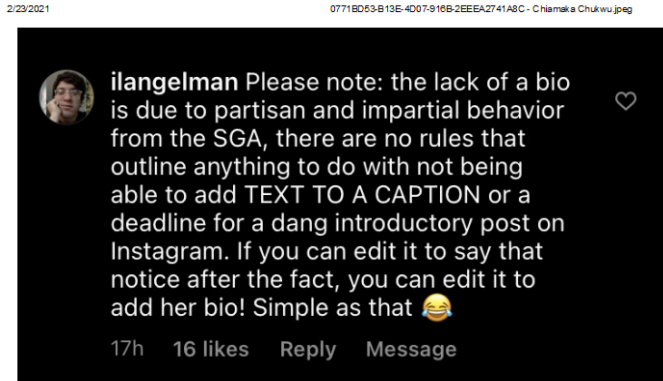 2/23/2021 0771BD53-B13E-4D07-916B-2EEEA2741A8C - Chiamaka Chukwu.jpeg
ilangelman Please note: the lack of a bio
is due to partisan and impartial behavior
from the SGA, there are no rules that
outline anything to do with not being
able to add TEXT TO A CAPTION or a
deadline for a dang introductory post on
Instagram. If you can edit it to say that
notice after the fact, you can edit it to
add her bio! Simple as that 😂
17h 16 likes Reply Message